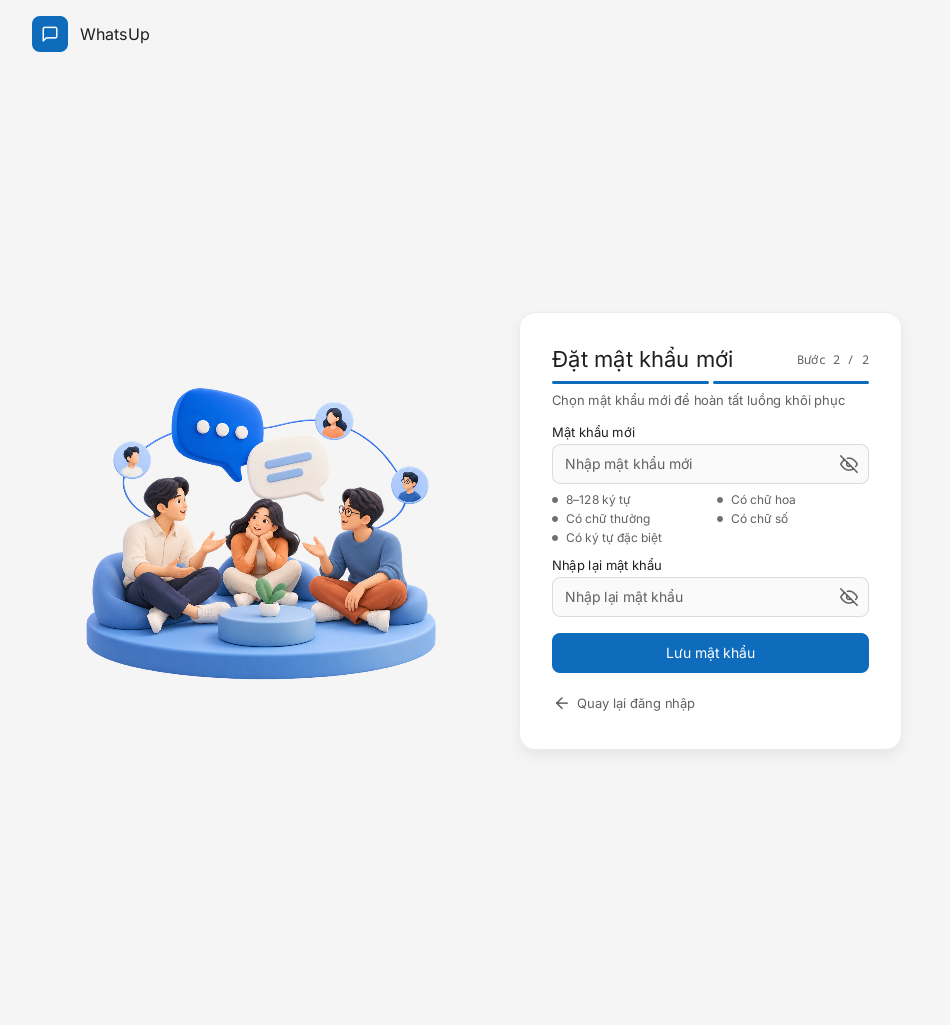 WhatsUp
Đặt mật khẩu mới
Bước 2 / 2
Chọn mật khẩu mới để hoàn tất luồng khôi phục
Mật khẩu mới
Nhập mật khẩu mới
8–128 ký tự
Có chữ hoa
Có chữ thường
Có chữ số
Có ký tự đặc biệt
Nhập lại mật khẩu
Nhập lại mật khẩu
Lưu mật khẩu
Quay lại đăng nhập